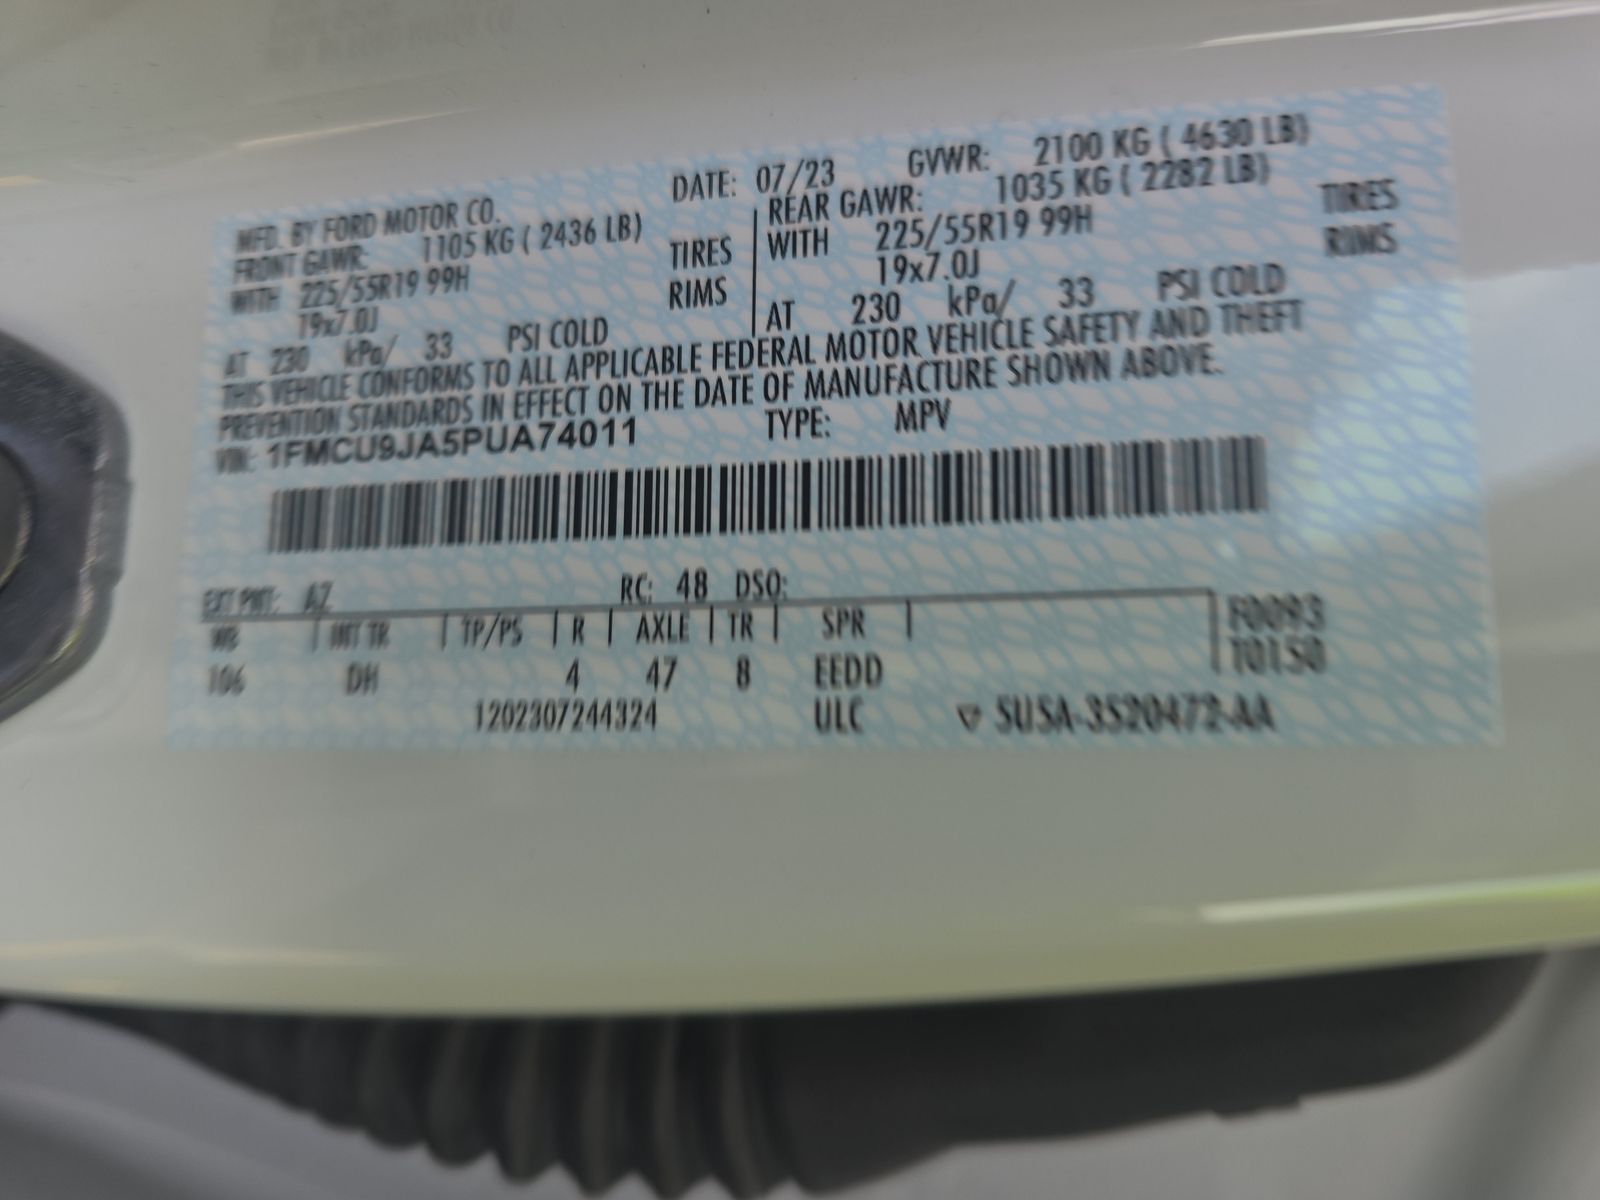 DATE: 07/23 GVWR: 2100 KG ( 4630 LB)
MFD. BY FORD MOTOR CO. REAR GAWR: 1035 KG ( 2282 LB)
FRONT GAWR: 1105 KG ( 2436 LB) TIRES WITH 225/55R19 99H TIRES
WITH 225/55R19 99H RIMS 19x7.0J RIMS
19x7.0J AT 230 kPa/ 33 PSI COLD
AT 230 kPa/ 33 PSI COLD
THIS VEHICLE CONFORMS TO ALL APPLICABLE FEDERAL MOTOR VEHICLE SAFETY AND THEFT
PREVENTION STANDARDS IN EFFECT ON THE DATE OF MANUFACTURE SHOWN ABOVE.
VIN: 1FMCU9JA5PUA74011 TYPE: MPV
EXT PNT: AZ RC: 48 DSO:
WB INT TR TP/PS R AXLE TR SPR F0093
106 DH 4 47 8 EEDD T0150
1202307244324 ULC SUSA-3520472-AA